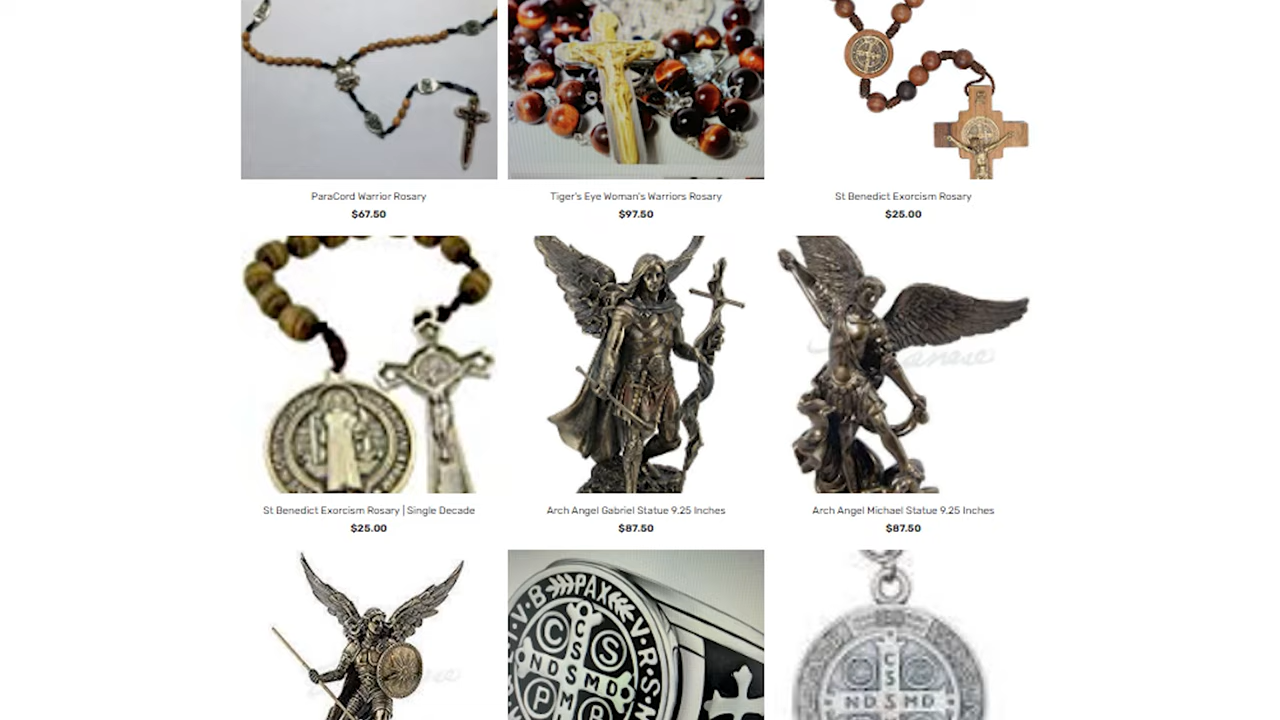 ParaCord Warrior Rosary
$67.50
Tiger's Eye Woman's Warriors Rosary
$97.50
St Benedict Exorcism Rosary
$25.00
St Benedict Exorcism Rosary | Single Decade
$25.00
Arch Angel Gabriel Statue 9.25 Inches
$87.50
Arch Angel Michael Statue 9.25 Inches
$87.50
V·B PAX V·R·S·N
C S
C
S
N D S M D
M
P B
C
S
S
N D S M D